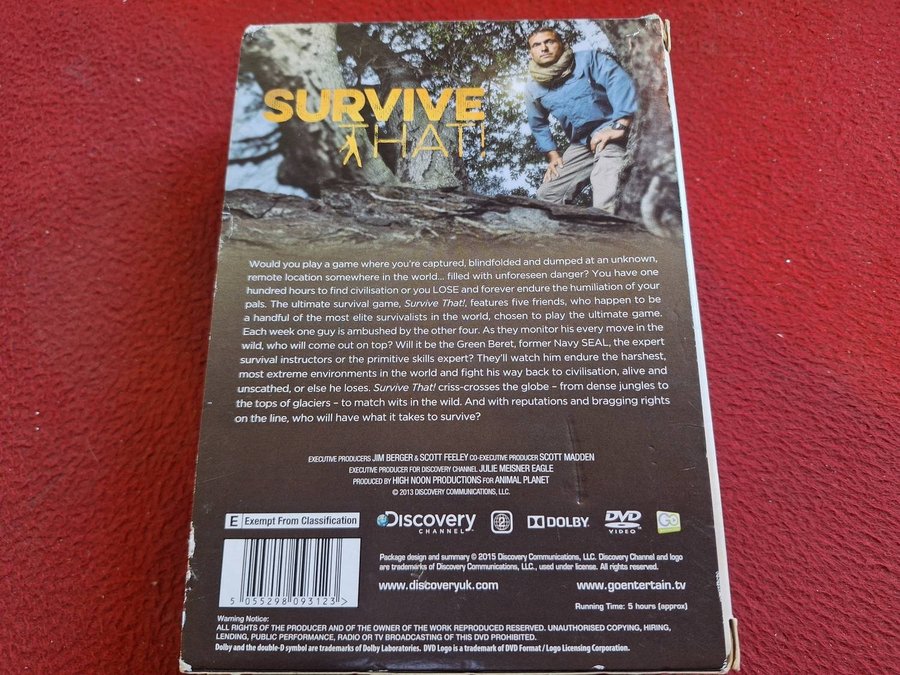 SURVIVE
THAT!
Would you play a game where you're captured, blindfolded and dumped at an unknown,
remote location somewhere in the world... filled with unforeseen danger? You have one
hundred hours to find civilisation or you LOSE and forever endure the humiliation of your
pals. The ultimate survival game, Survive That!, features five friends, who happen to be
a handful of the most elite survivalists in the world, chosen to play the ultimate game.
Each week one guy is ambushed by the other four. As they monitor his every move in the
wild, who will come out on top? Will it be the Green Beret, former Navy SEAL, the expert
survival instructors or the primitive skills expert? They'll watch him endure the harshest,
most extreme environments in the world and fight his way back to civilisation, alive and
unscathed, or else he loses. Survive That! criss-crosses the globe – from dense jungles to
the tops of glaciers – to match wits in the wild. And with reputations and bragging rights
on the line, who will have what it takes to survive?
EXECUTIVE PRODUCERS JIM BERGER & SCOTT FEELEY CO-EXECUTIVE PRODUCER SCOTT MADDEN
EXECUTIVE PRODUCER FOR DISCOVERY CHANNEL JULIE MEISNER EAGLE
PRODUCED BY HIGH NOON PRODUCTIONS FOR ANIMAL PLANET
© 2013 DISCOVERY COMMUNICATIONS, LLC.
E Exempt From Classification
Discovery
CHANNEL
2
DOLBY.
DVD
VIDEO
Go
Package design and summary © 2015 Discovery Communications, LLC. Discovery Channel and logo
are trademarks of Discovery Communications, LLC., used under license. All rights reserved.
www.discoveryuk.com
www.goentertain.tv
5 055298 093123 >
Running Time: 5 hours (approx)
Warning Notice:
ALL RIGHTS OF THE PRODUCER AND OF THE OWNER OF THE WORK REPRODUCED RESERVED. UNAUTHORISED COPYING, HIRING,
LENDING, PUBLIC PERFORMANCE, RADIO OR TV BROADCASTING OF THIS DVD PROHIBITED.
Dolby and the double-D symbol are trademarks of Dolby Laboratories. DVD Logo is a trademark of DVD Format / Logo Licensing Corporation.